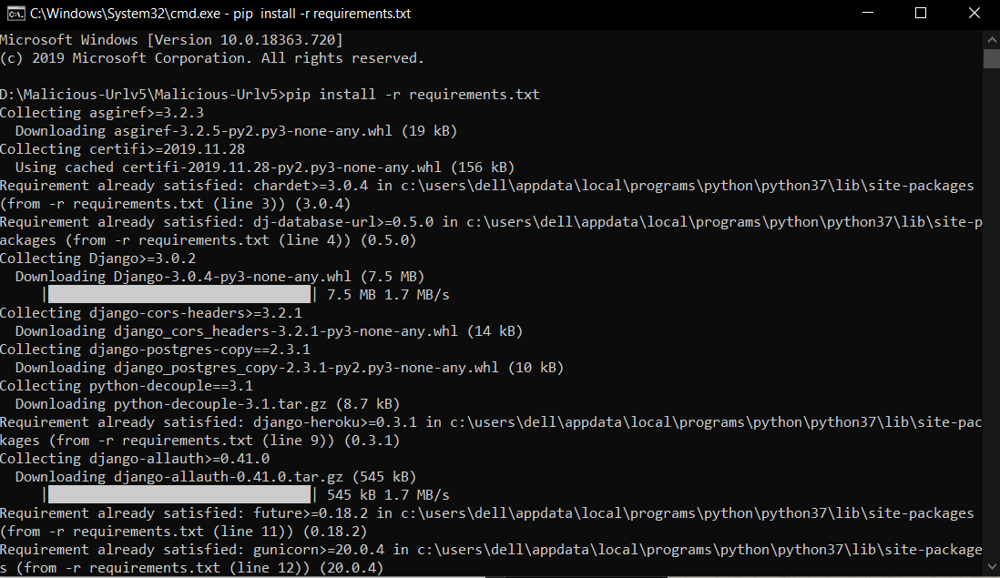 C:\Windows\System32\cmd.exe - pip  install -r requirements.txt
Microsoft Windows [Version 10.0.18363.720]
(c) 2019 Microsoft Corporation. All rights reserved.
D:\Malicious-Urlv5\Malicious-Urlv5>pip install -r requirements.txt
Collecting asgiref>=3.2.3
  Downloading asgiref-3.2.5-py2.py3-none-any.whl (19 kB)
Collecting certifi>=2019.11.28
  Using cached certifi-2019.11.28-py2.py3-none-any.whl (156 kB)
Requirement already satisfied: chardet>=3.0.4 in c:\users\dell\appdata\local\programs\python\python37\lib\site-packages
(from -r requirements.txt (line 3)) (3.0.4)
Requirement already satisfied: dj-database-url>=0.5.0 in c:\users\dell\appdata\local\programs\python\python37\lib\site-p
ackages (from -r requirements.txt (line 4)) (0.5.0)
Collecting Django>=3.0.2
  Downloading Django-3.0.4-py3-none-any.whl (7.5 MB)
     || 7.5 MB 1.7 MB/s
Collecting django-cors-headers>=3.2.1
  Downloading django_cors_headers-3.2.1-py3-none-any.whl (14 kB)
Collecting django-postgres-copy==2.3.1
  Downloading django_postgres_copy-2.3.1-py2.py3-none-any.whl (10 kB)
Collecting python-decouple==3.1
  Downloading python-decouple-3.1.tar.gz (8.7 kB)
Requirement already satisfied: django-heroku>=0.3.1 in c:\users\dell\appdata\local\programs\python\python37\lib\site-pac
kages (from -r requirements.txt (line 9)) (0.3.1)
Collecting django-allauth>=0.41.0
  Downloading django-allauth-0.41.0.tar.gz (545 kB)
     || 545 kB 1.7 MB/s
Requirement already satisfied: future>=0.18.2 in c:\users\dell\appdata\local\programs\python\python37\lib\site-packages
(from -r requirements.txt (line 11)) (0.18.2)
Requirement already satisfied: gunicorn>=20.0.4 in c:\users\dell\appdata\local\programs\python\python37\lib\site-package
s (from -r requirements.txt (line 12)) (20.0.4)